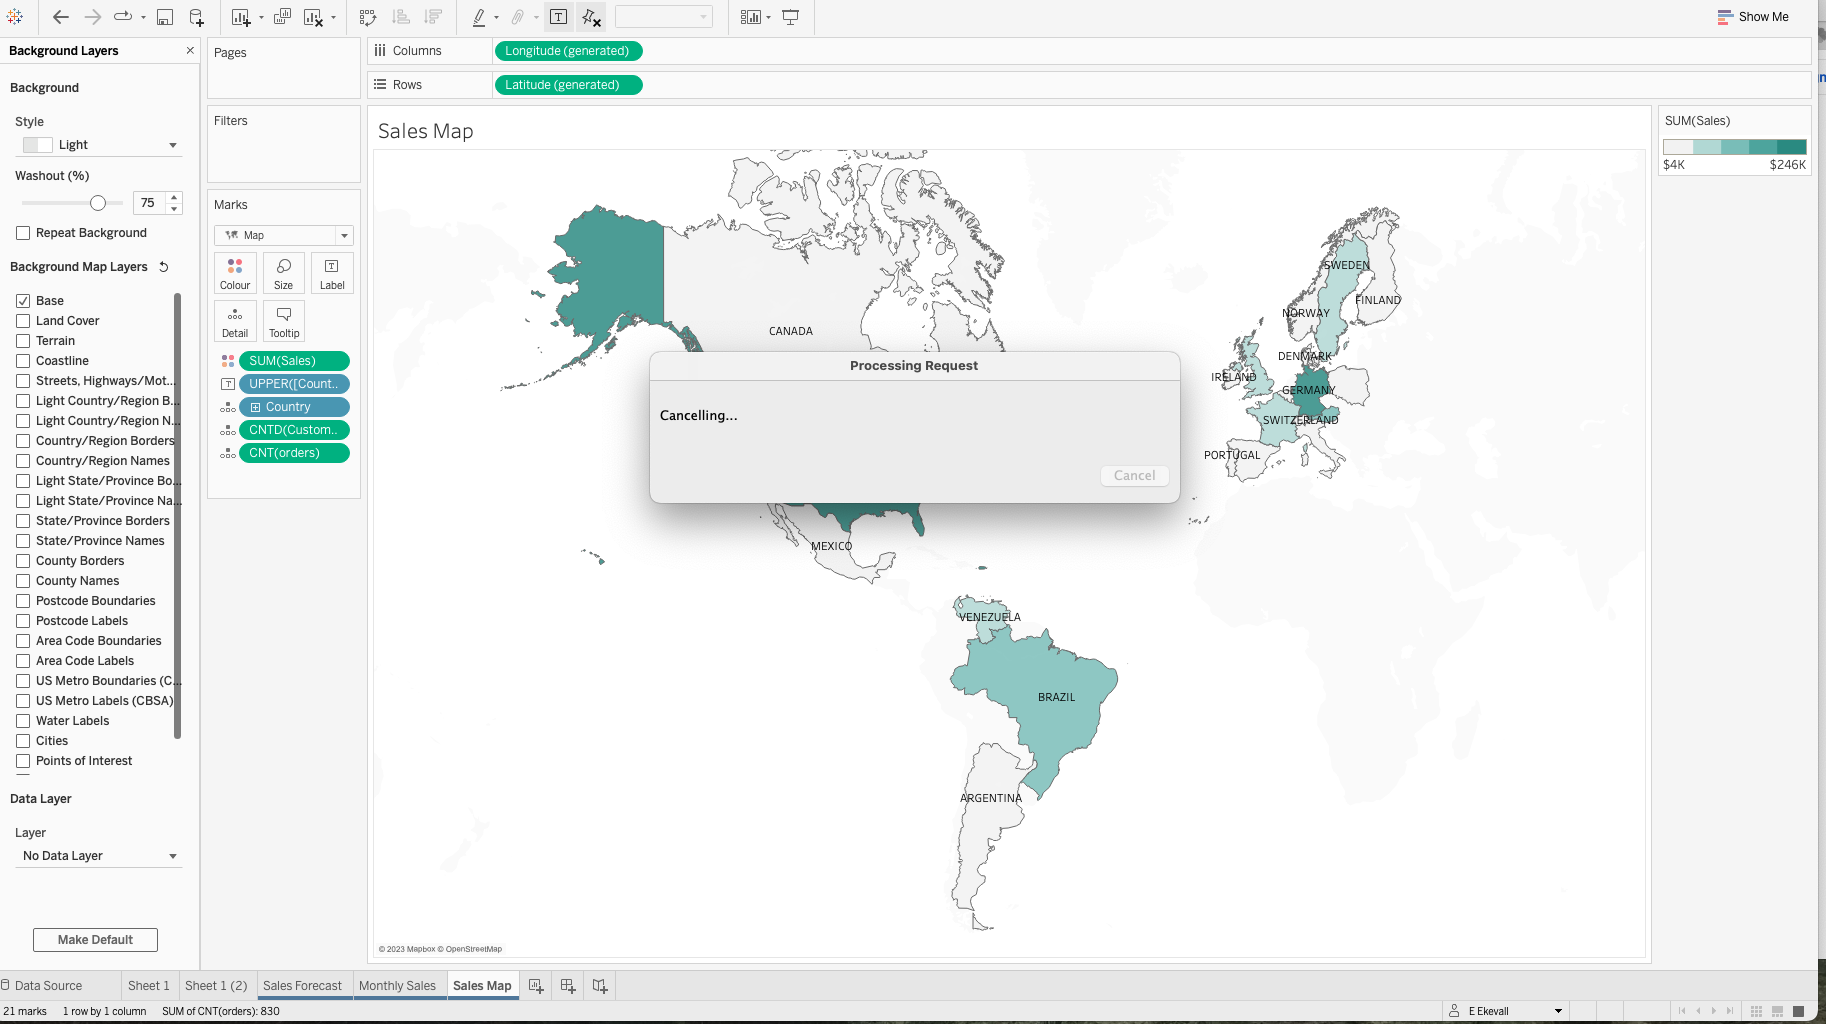 Show Me
Background Layers
Background
Style
Light
Washout (%)
75
Repeat Background
Background Map Layers
Base
Land Cover
Terrain
Coastline
Streets, Highways/Mot...
Light Country/Region B...
Light Country/Region N...
Country/Region Borders
Country/Region Names
Light State/Province Bo...
Light State/Province Na...
State/Province Borders
State/Province Names
County Borders
County Names
Postcode Boundaries
Postcode Labels
Area Code Boundaries
Area Code Labels
US Metro Boundaries (C...
US Metro Labels (CBSA)
Water Labels
Cities
Points of Interest
Data Layer
Layer
No Data Layer
Make Default
Pages
Filters
Marks
Map
Colour
Size
Label
Detail
Tooltip
SUM(Sales)
UPPER([Count..
Country
CNTD(Custom..
CNT(orders)
Columns
Longitude (generated)
Rows
Latitude (generated)
Sales Map
CANADA
SWEDEN
FINLAND
NORWAY
DENMARK
IRELAND
GERMANY
SWITZERLAND
PORTUGAL
MEXICO
VENEZUELA
BRAZIL
ARGENTINA
© 2023 Mapbox © OpenStreetMap
Processing Request
Cancelling...
Cancel
SUM(Sales)
$4K
$246K
Data Source
Sheet 1
Sheet 1 (2)
Sales Forecast
Monthly Sales
Sales Map
21 marks
1 row by 1 column
SUM of CNT(orders): 830
E Ekevall